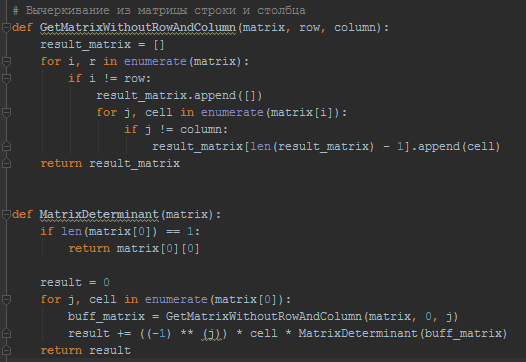 # Вычеркивание из матрицы строки и столбца
def GetMatrixWithoutRowAndColumn(matrix, row, column):
    result_matrix = []
    for i, r in enumerate(matrix):
        if i != row:
            result_matrix.append([])
            for j, cell in enumerate(matrix[i]):
                if j != column:
                    result_matrix[len(result_matrix) - 1].append(cell)
    return result_matrix
def MatrixDeterminant(matrix):
    if len(matrix[0]) == 1:
        return matrix[0][0]
    result = 0
    for j, cell in enumerate(matrix[0]):
        buff_matrix = GetMatrixWithoutRowAndColumn(matrix, 0, j)
        result += ((-1) ** (j)) * cell * MatrixDeterminant(buff_matrix)
    return result